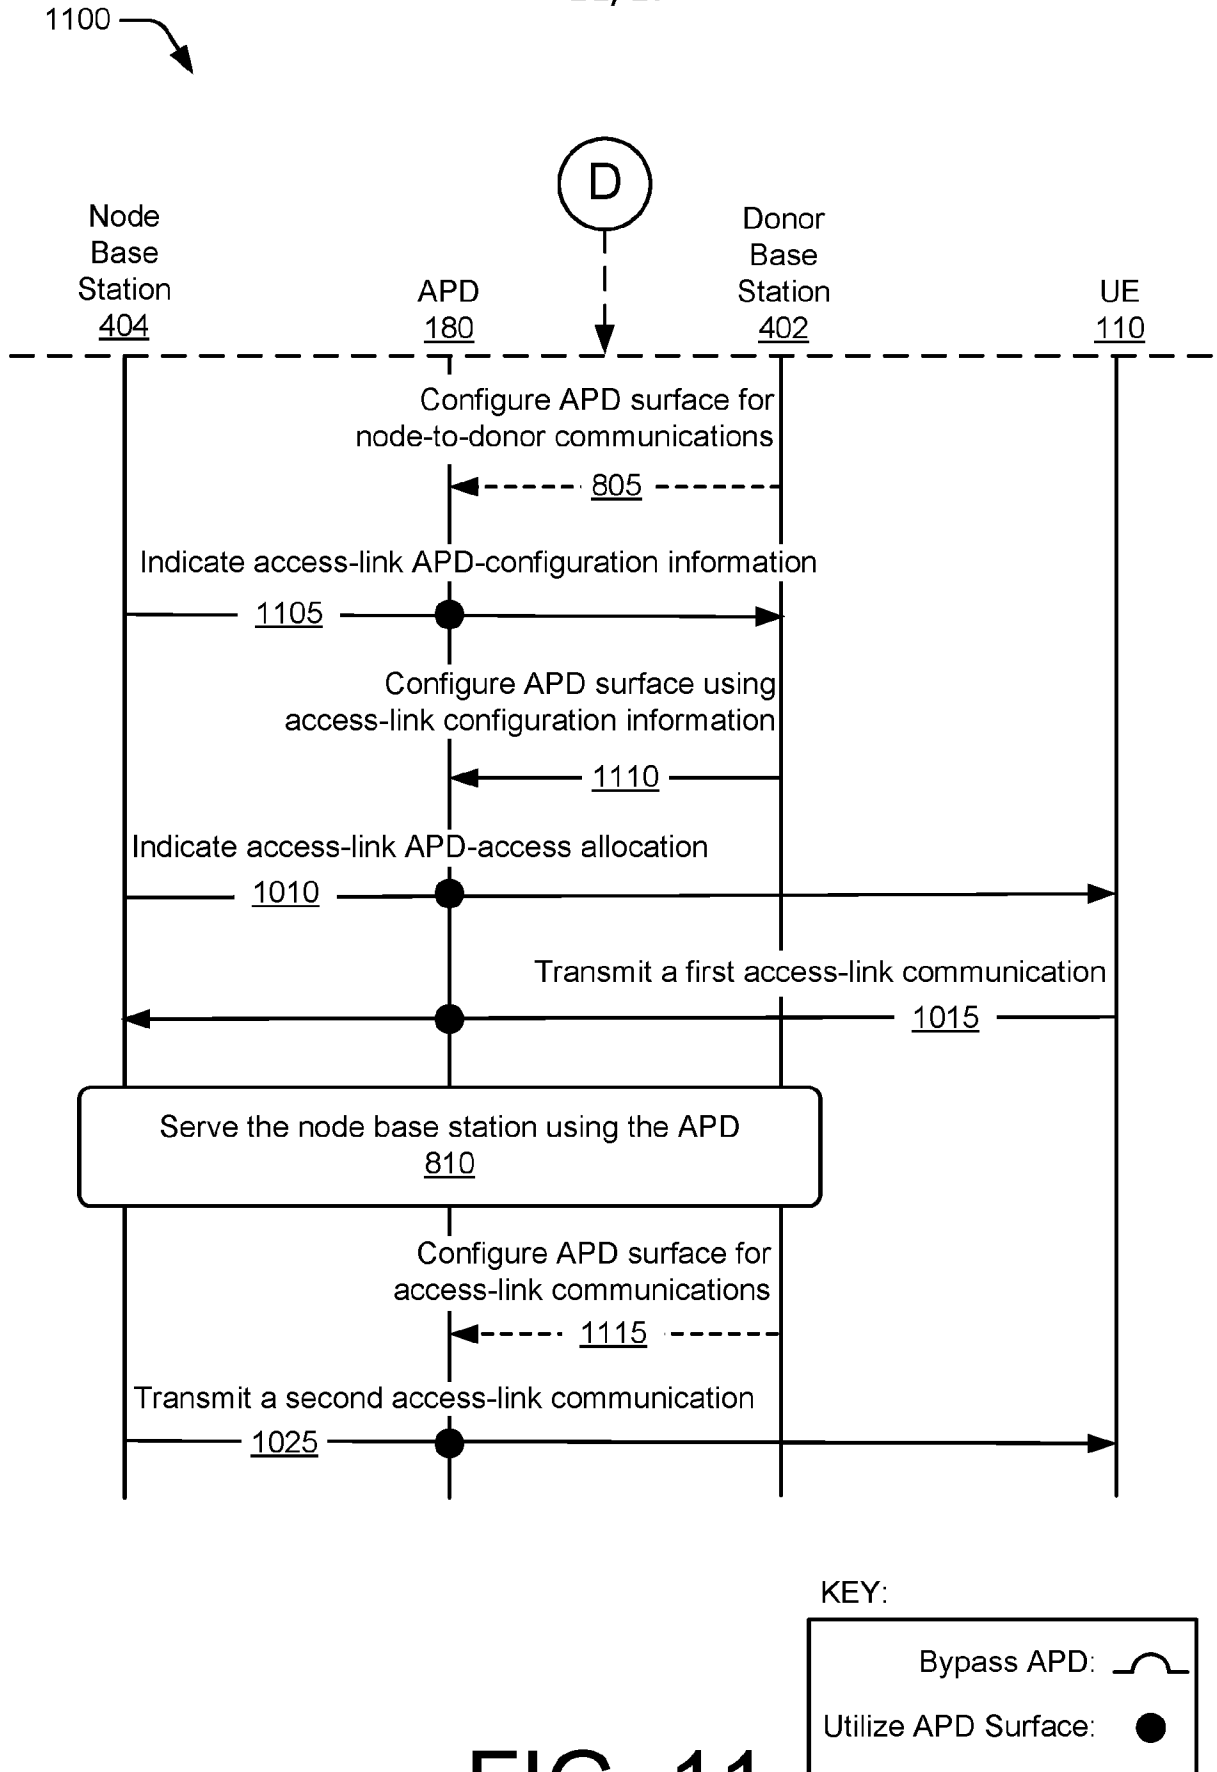 1100
D
Node
Base
Station
404
APD
180
Donor
Base
Station
402
UE
110
Configure APD surface for
node-to-donor communications
805
Indicate access-link APD-configuration information
1105
Configure APD surface using
access-link configuration information
1110
Indicate access-link APD-access allocation
1010
Transmit a first access-link communication
1015
Serve the node base station using the APD
810
Configure APD surface for
access-link communications
1115
Transmit a second access-link communication
1025
KEY:
Bypass APD:
Utilize APD Surface:
FIG. 11